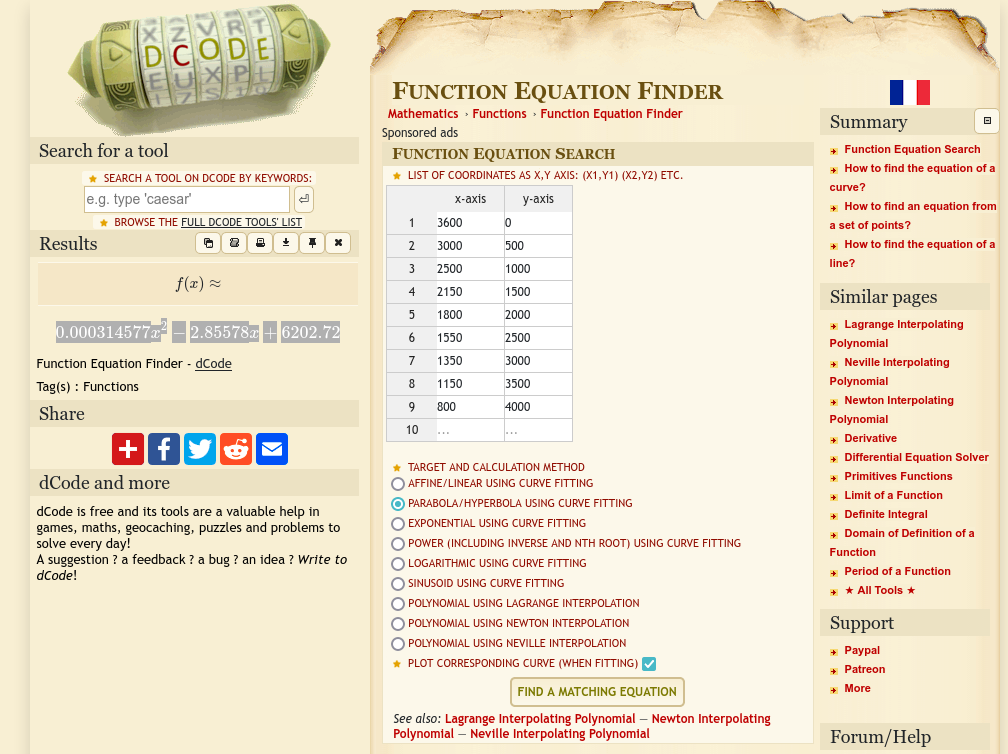 X Z V R T
D C O D E
E U X P L
Search for a tool
★ SEARCH A TOOL ON DCODE BY KEYWORDS:
e.g. type 'caesar'
★ BROWSE THE FULL DCODE TOOLS' LIST
Results
f(x) ≈
0.000314577x² − 2.85578x + 6202.72
Function Equation Finder - dCode
Tag(s) : Functions
Share
dCode and more
dCode is free and its tools are a valuable help in
games, maths, geocaching, puzzles and problems to
solve every day!
A suggestion ? a feedback ? a bug ? an idea ? Write to
dCode!
FUNCTION EQUATION FINDER
Mathematics › Functions › Function Equation Finder
Sponsored ads
FUNCTION EQUATION SEARCH
★ LIST OF COORDINATES AS X,Y AXIS: (X1,Y1) (X2,Y2) ETC.
x-axis y-axis
1 3600 0
2 3000 500
3 2500 1000
4 2150 1500
5 1800 2000
6 1550 2500
7 1350 3000
8 1150 3500
9 800 4000
10 ... ...
★ TARGET AND CALCULATION METHOD
AFFINE/LINEAR USING CURVE FITTING
PARABOLA/HYPERBOLA USING CURVE FITTING
EXPONENTIAL USING CURVE FITTING
POWER (INCLUDING INVERSE AND NTH ROOT) USING CURVE FITTING
LOGARITHMIC USING CURVE FITTING
SINUSOID USING CURVE FITTING
POLYNOMIAL USING LAGRANGE INTERPOLATION
POLYNOMIAL USING NEWTON INTERPOLATION
POLYNOMIAL USING NEVILLE INTERPOLATION
★ PLOT CORRESPONDING CURVE (WHEN FITTING)
FIND A MATCHING EQUATION
See also: Lagrange Interpolating Polynomial — Newton Interpolating
Polynomial — Neville Interpolating Polynomial
Summary
Function Equation Search
How to find the equation of a
curve?
How to find an equation from
a set of points?
How to find the equation of a
line?
Similar pages
Lagrange Interpolating
Polynomial
Neville Interpolating
Polynomial
Newton Interpolating
Polynomial
Derivative
Differential Equation Solver
Primitives Functions
Limit of a Function
Definite Integral
Domain of Definition of a
Function
Period of a Function
★ All Tools ★
Support
Paypal
Patreon
More
Forum/Help